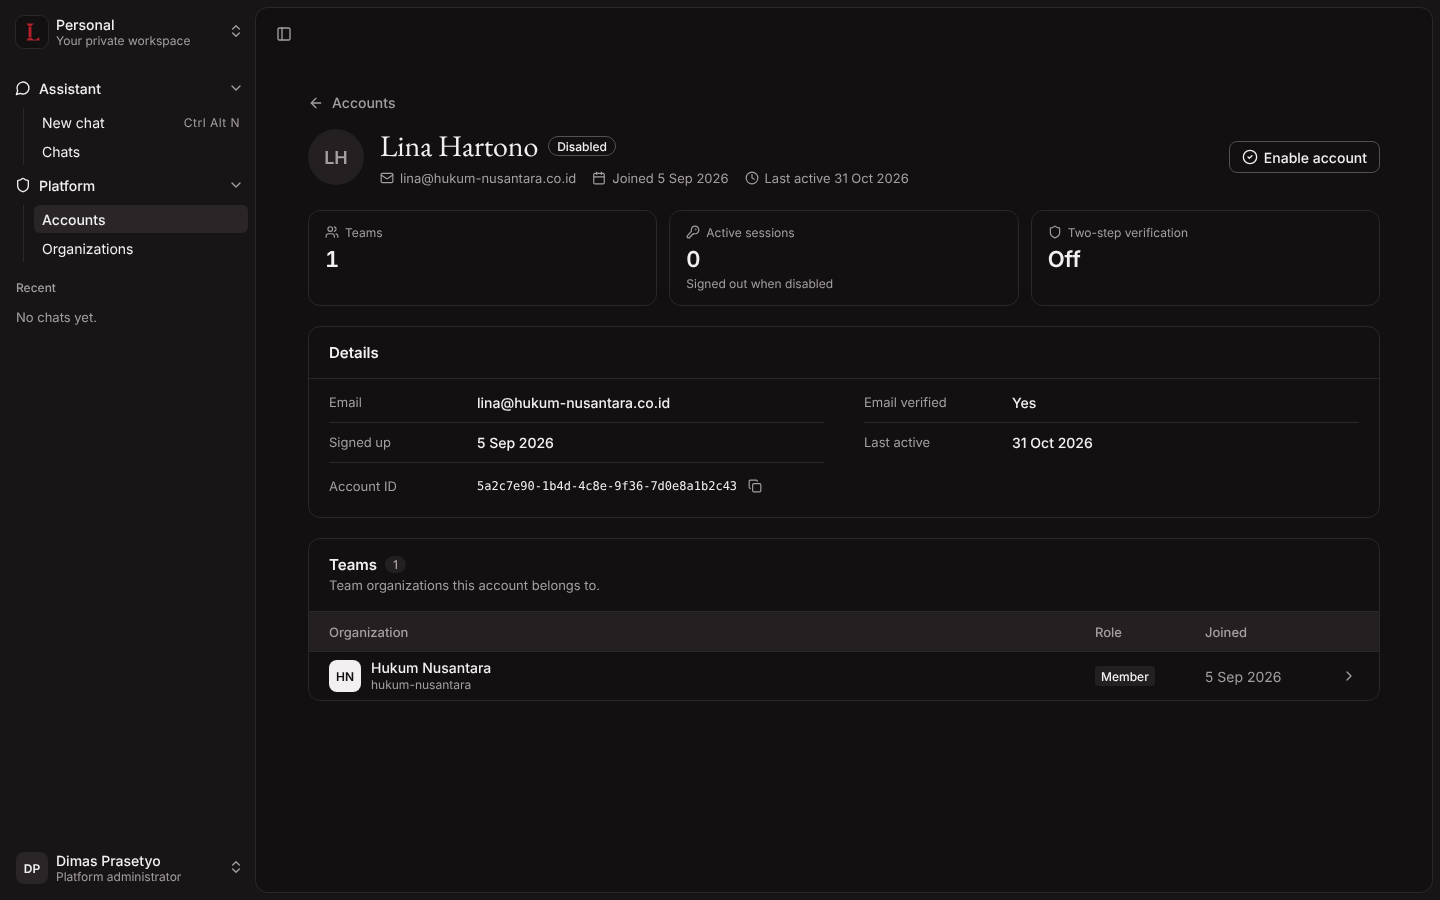 L
Personal
Your private workspace
Assistant
New chat Ctrl Alt N
Chats
Platform
Accounts
Organizations
Recent
No chats yet.
DP
Dimas Prasetyo
Platform administrator
Accounts
LH
Lina Hartono Disabled
lina@hukum-nusantara.co.id Joined 5 Sep 2026 Last active 31 Oct 2026
Enable account
Teams
1
Active sessions
0
Signed out when disabled
Two-step verification
Off
Details
Email lina@hukum-nusantara.co.id Email verified Yes
Signed up 5 Sep 2026 Last active 31 Oct 2026
Account ID 5a2c7e90-1b4d-4c8e-9f36-7d0e8a1b2c43
Teams 1
Team organizations this account belongs to.
Organization Role Joined
HN Hukum Nusantara Member 5 Sep 2026
hukum-nusantara